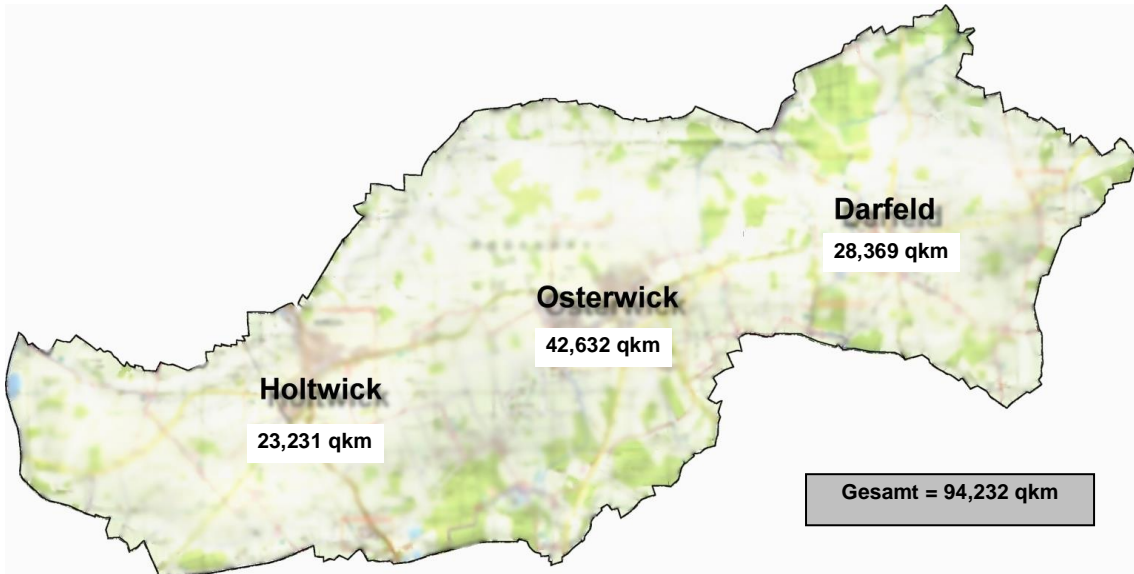 Darfeld
28,369 qkm
Osterwick
42,632 qkm
Holtwick
23,231 qkm
Gesamt = 94,232 qkm